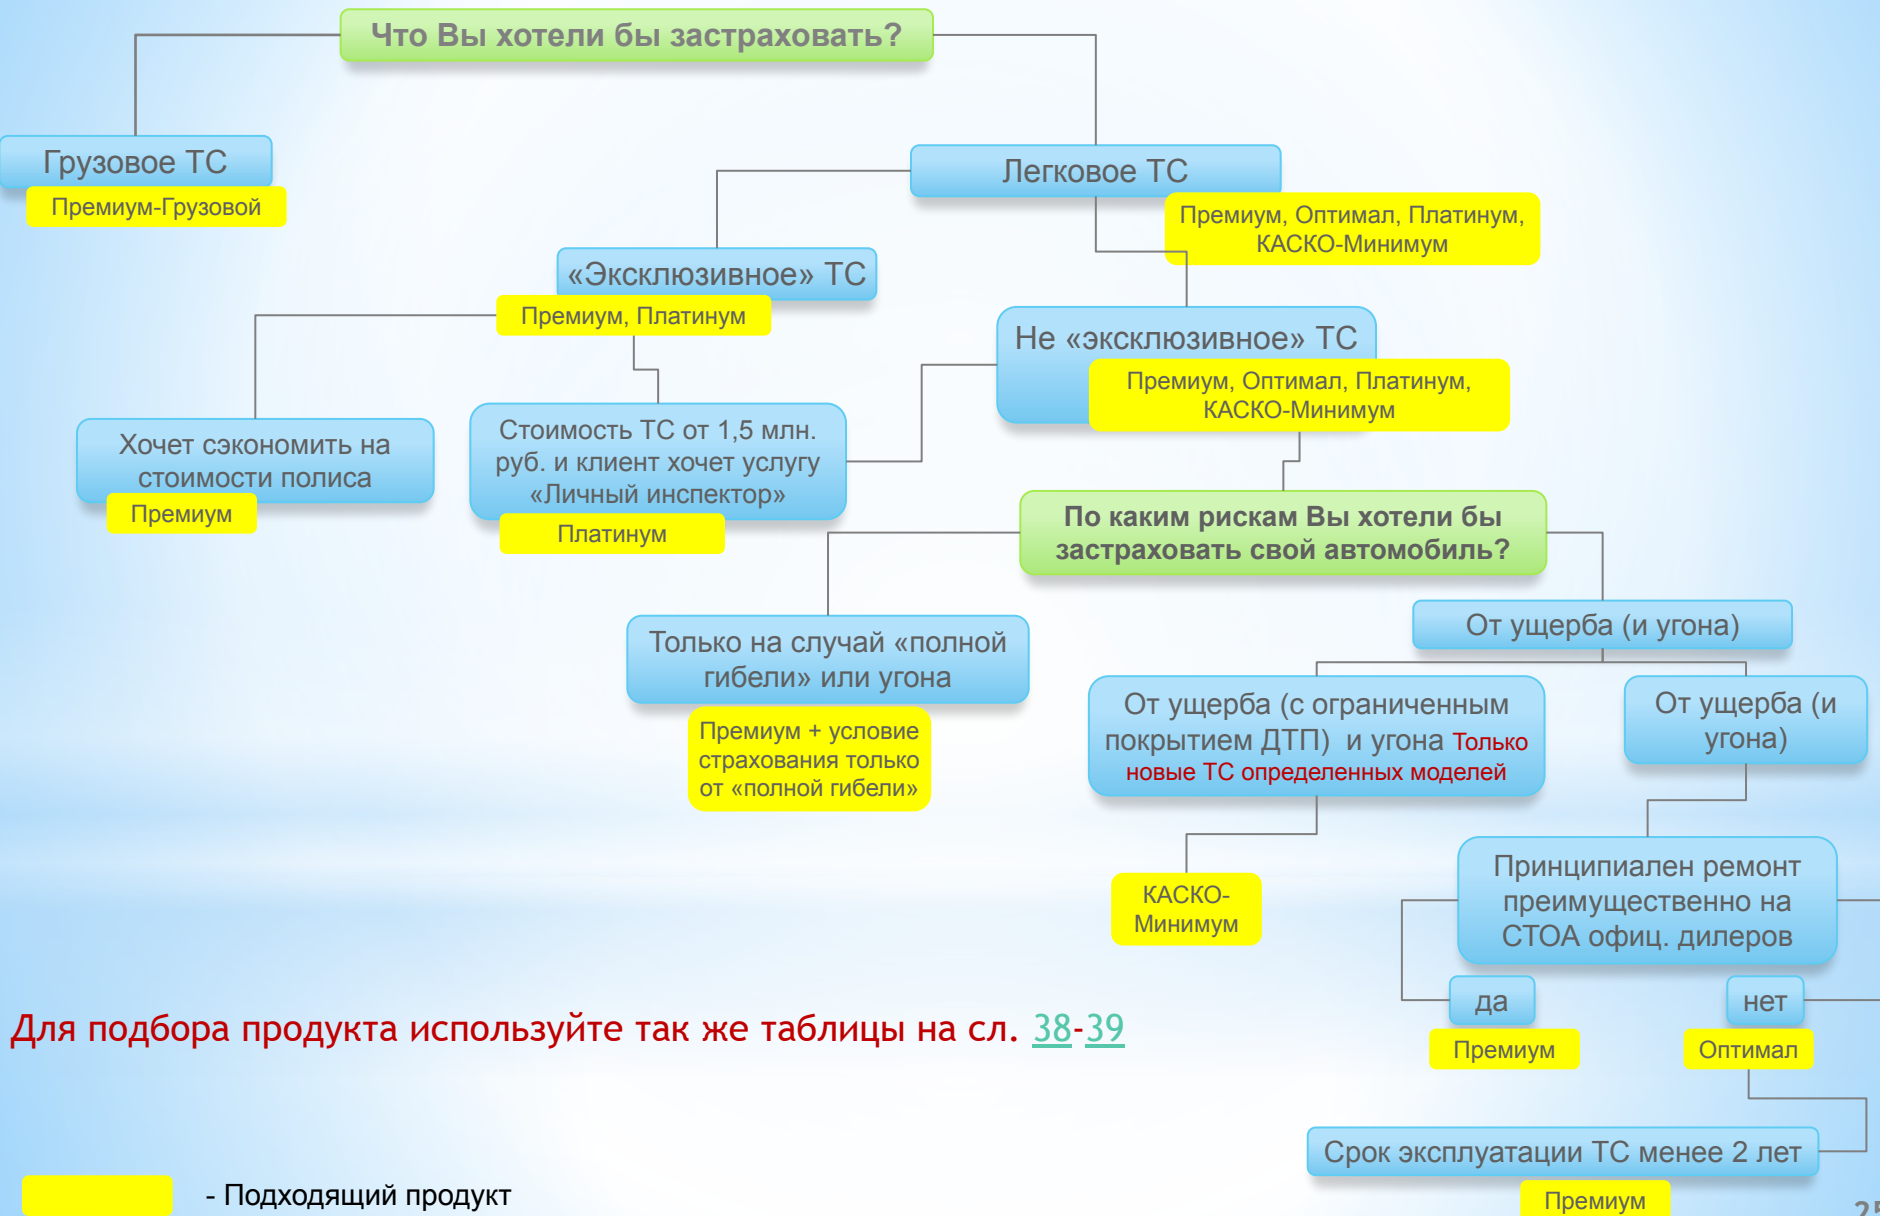 Что Вы хотели бы застраховать?
Грузовое ТС
Премиум-Грузовой
Легковое ТС
Премиум, Оптимал, Платинум,
КАСКО-Минимум
«Эксклюзивное» ТС
Премиум, Платинум
Не «эксклюзивное» ТС
Премиум, Оптимал, Платинум,
КАСКО-Минимум
Хочет сэкономить на
стоимости полиса
Премиум
Стоимость ТС от 1,5 млн.
руб. и клиент хочет услугу
«Личный инспектор»
Платинум
По каким рискам Вы хотели бы
застраховать свой автомобиль?
Только на случай «полной
гибели» или угона
Премиум + условие
страхования только
от «полной гибели»
От ущерба (и угона)
От ущерба (с ограниченным
покрытием ДТП) и угона Только
новые ТС определенных моделей
КАСКО-
Минимум
От ущерба (и
угона)
Принципиален ремонт
преимущественно на
СТОА офиц. дилеров
да
Премиум
нет
Оптимал
Срок эксплуатации ТС менее 2 лет
Премиум
Для подбора продукта используйте так же таблицы на сл. 38-39
- Подходящий продукт
25